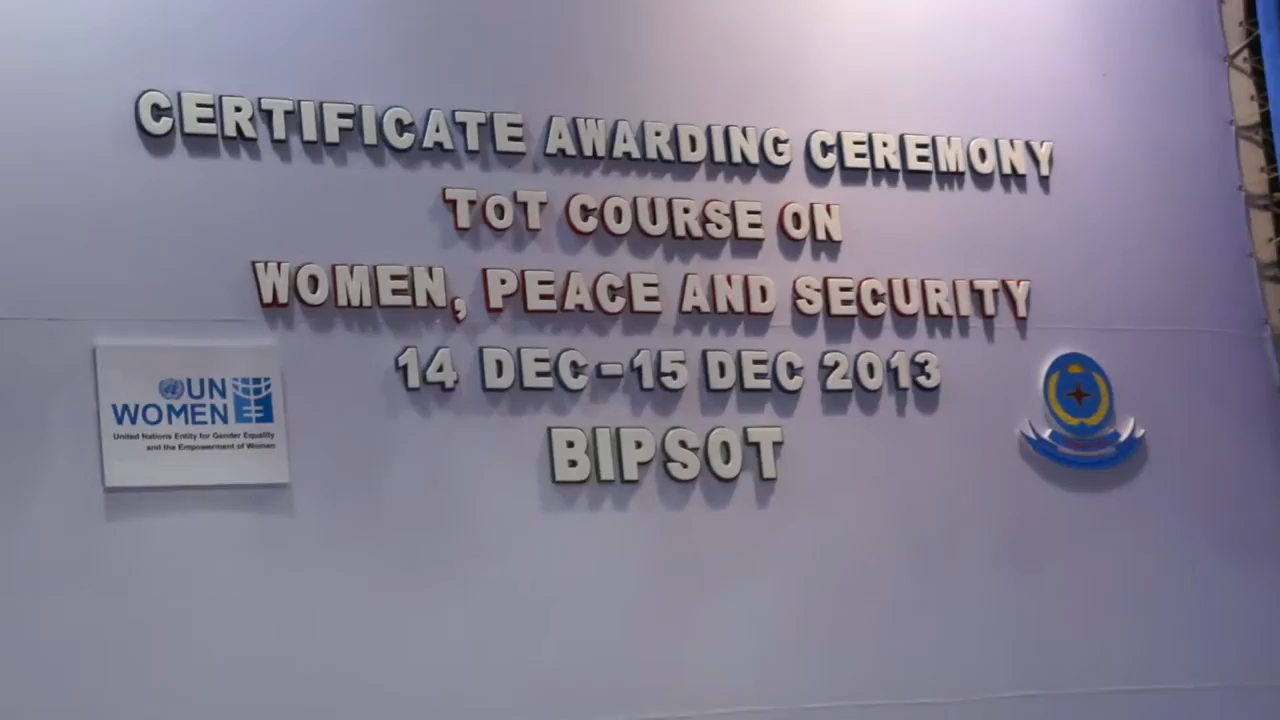 CERTIFICATE AWARDING CEREMONY
ToT COURSE ON
WOMEN, PEACE AND SECURITY
14 DEC-15 DEC 2013
BIPSOT
UN
WOMEN
United Nations Entity for Gender Equality
and the Empowerment of Women